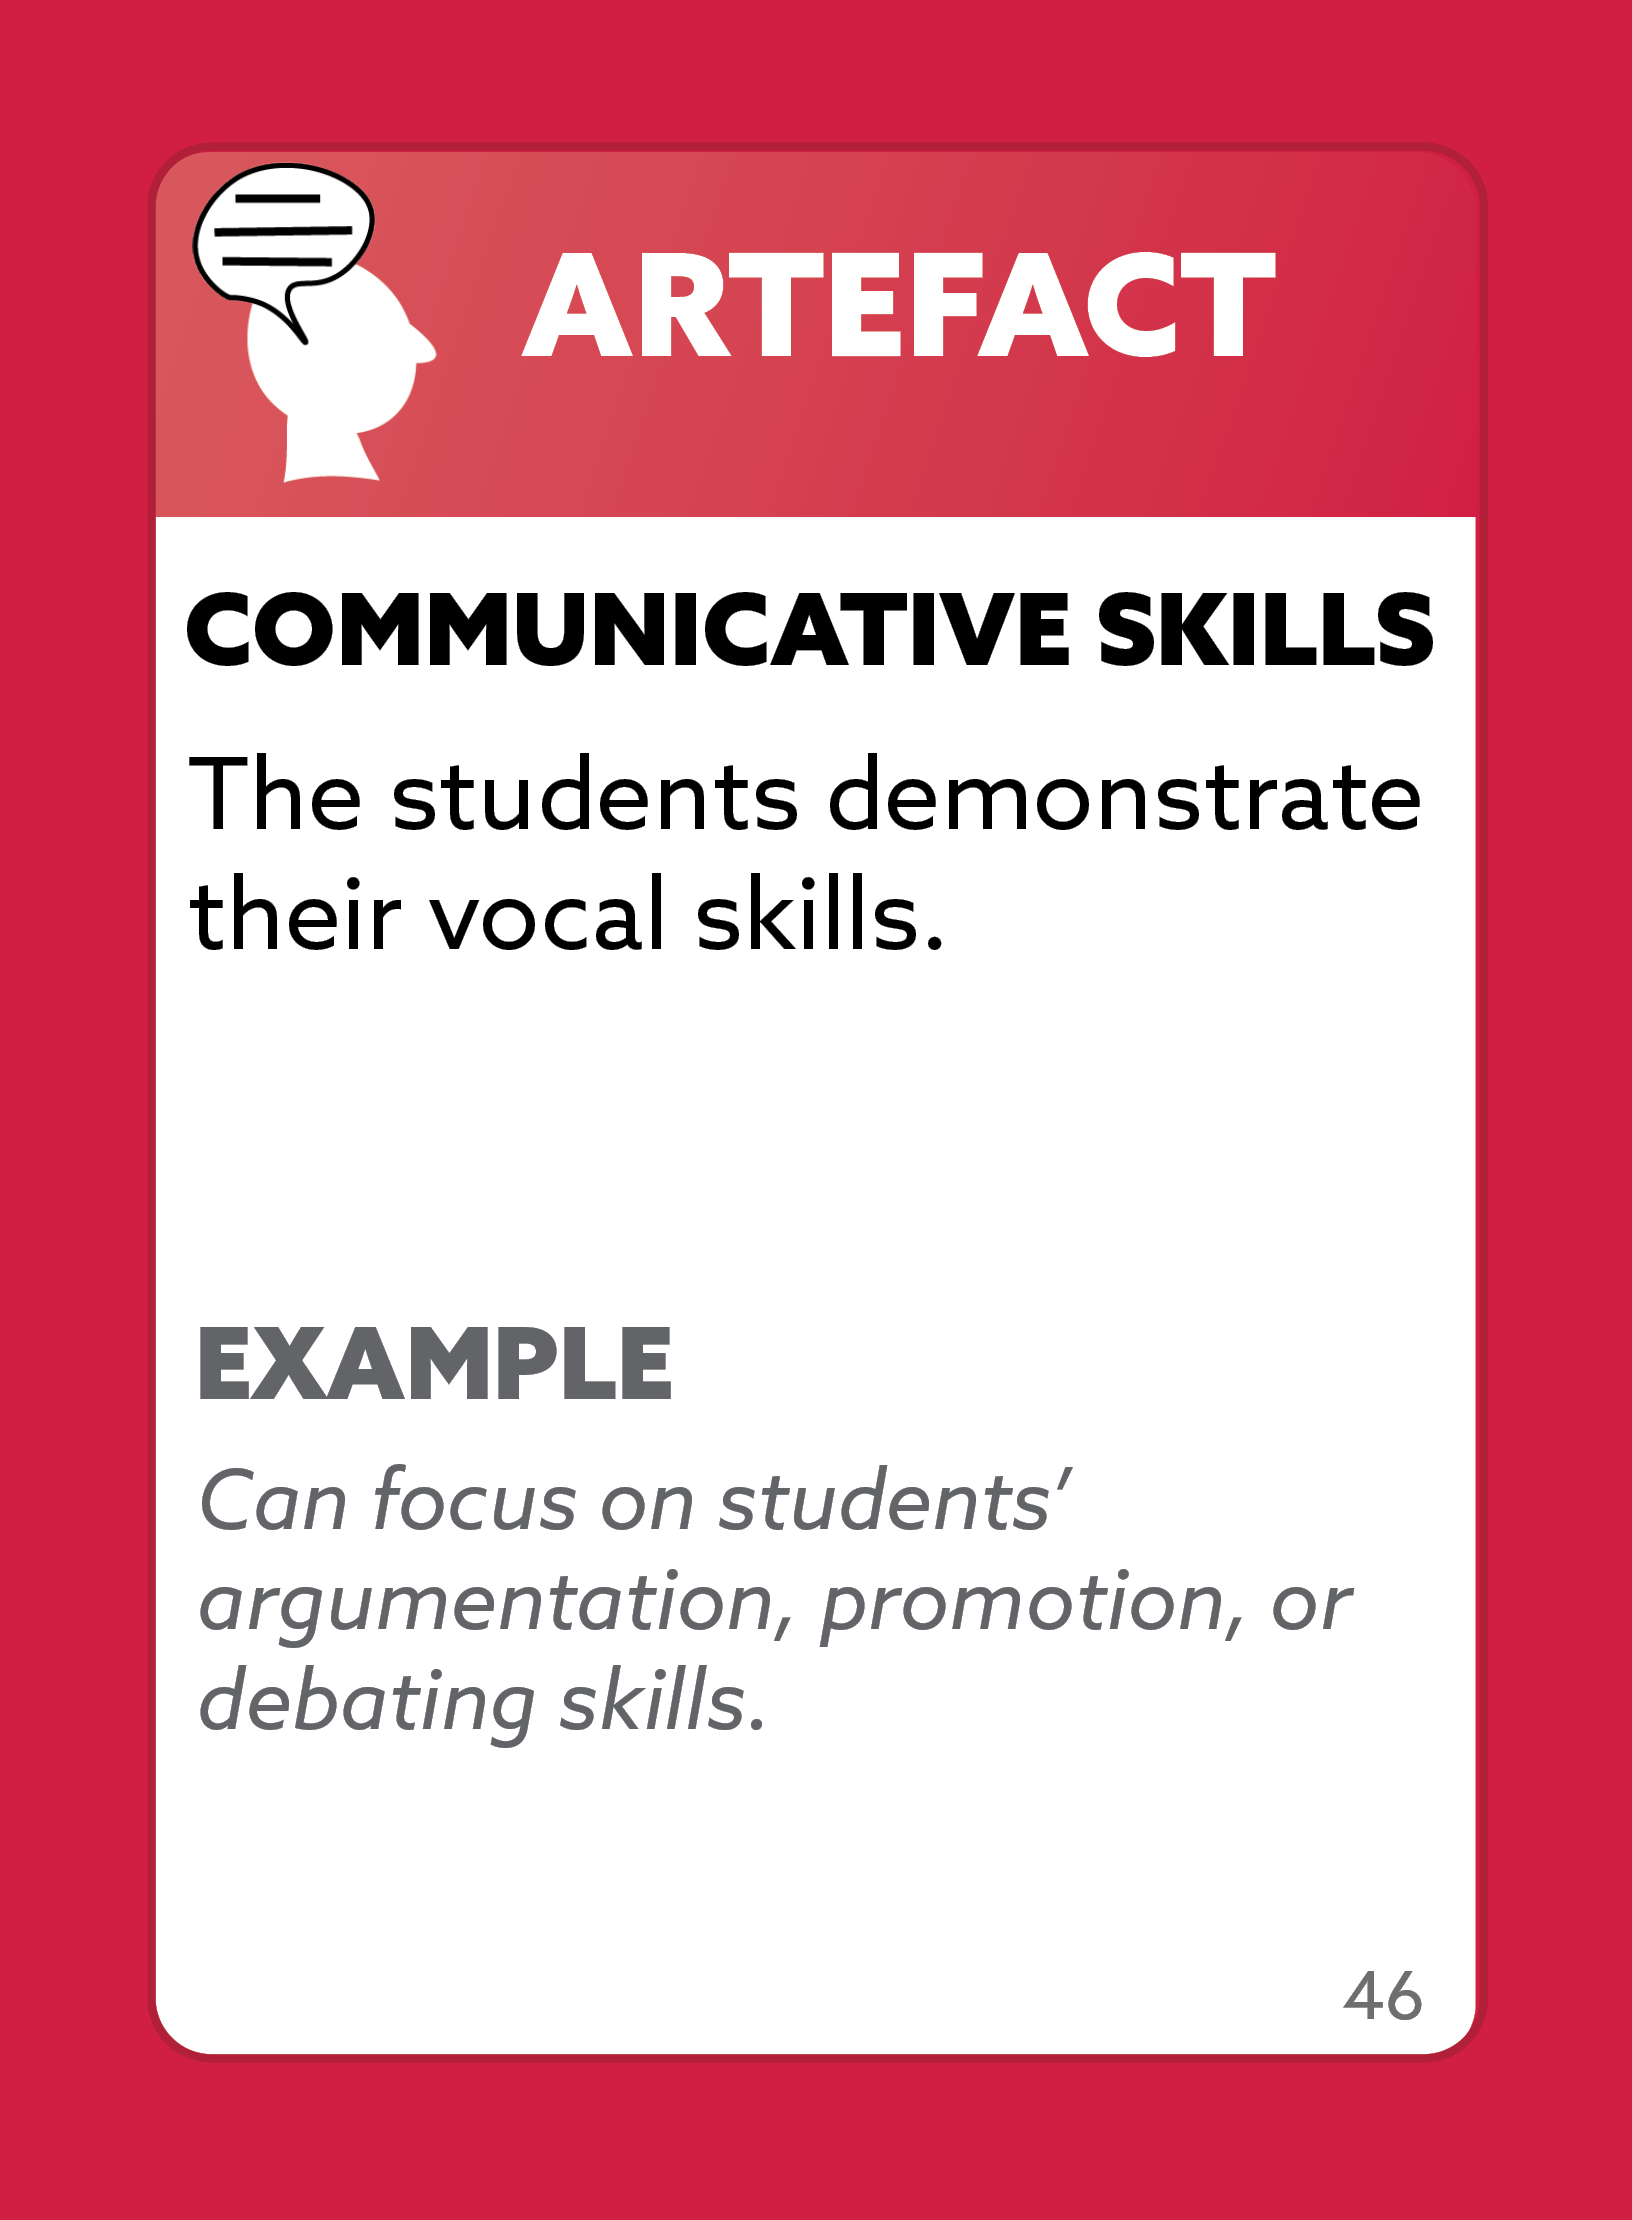 ARTEFACT
COMMUNICATIVE SKILLS
The students demonstrate
their vocal skills.
EXAMPLE
Can focus on students’
argumentation, promotion, or
debating skills.
46